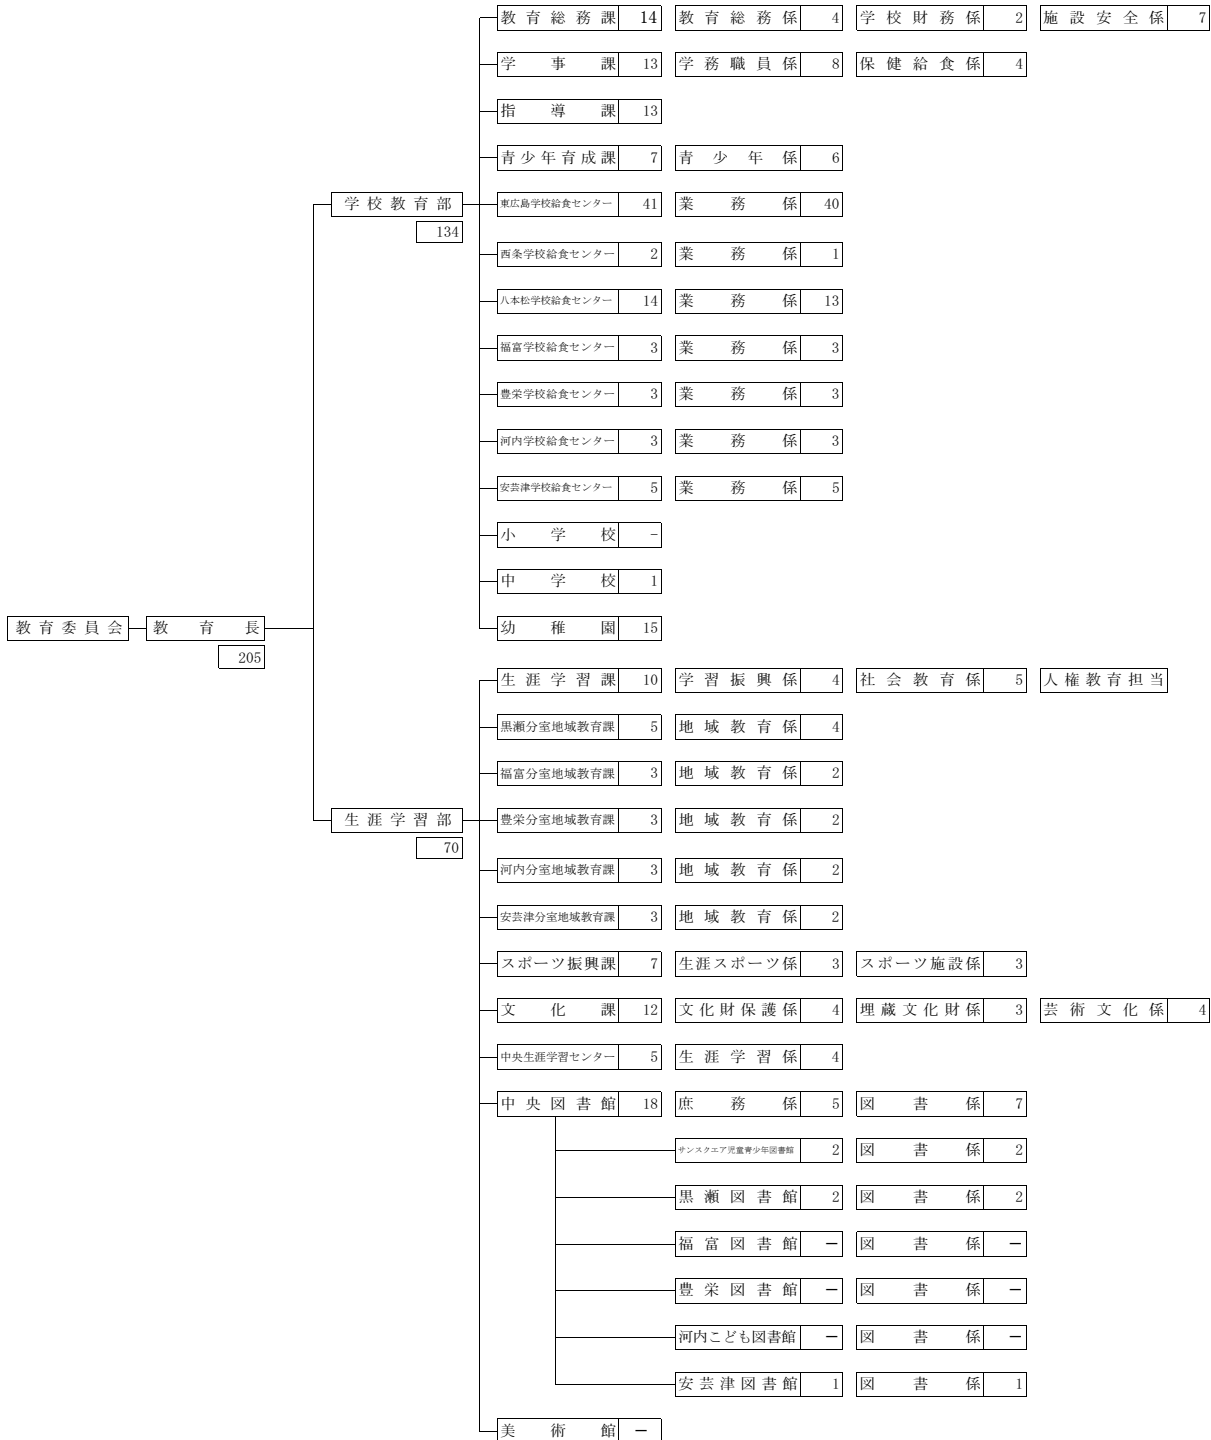 教育総務課 14 教育総務係 4 学校財務係 2 施設安全係 7
学事課 13 学務職員係 8 保健給食係 4
指導課 13
青少年育成課 7 青少年係 6
学校教育部 東広島学校給食センター 41 業務係 40
134
西条学校給食センター 2 業務係 1
八本松学校給食センター 14 業務係 13
福富学校給食センター 3 業務係 3
豊栄学校給食センター 3 業務係 3
河内学校給食センター 3 業務係 3
安芸津学校給食センター 5 業務係 5
小学校 －
中学校 1
教育委員会 教育長 幼稚園 15
205
生涯学習課 10 学習振興係 4 社会教育係 5 人権教育担当
黒瀬分室地域教育課 5 地域教育係 4
福富分室地域教育課 3 地域教育係 2
生涯学習部 豊栄分室地域教育課 3 地域教育係 2
70
河内分室地域教育課 3 地域教育係 2
安芸津分室地域教育課 3 地域教育係 2
スポーツ振興課 7 生涯スポーツ係 3 スポーツ施設係 3
文化課 12 文化財保護係 4 埋蔵文化財係 3 芸術文化係 4
中央生涯学習センター 5 生涯学習係 4
中央図書館 18 庶務係 5 図書係 7
サンスクエア児童青少年図書館 2 図書係 2
黒瀬図書館 2 図書係 2
福富図書館 － 図書係 －
豊栄図書館 － 図書係 －
河内こども図書館 － 図書係 －
安芸津図書館 1 図書係 1
美術館 －